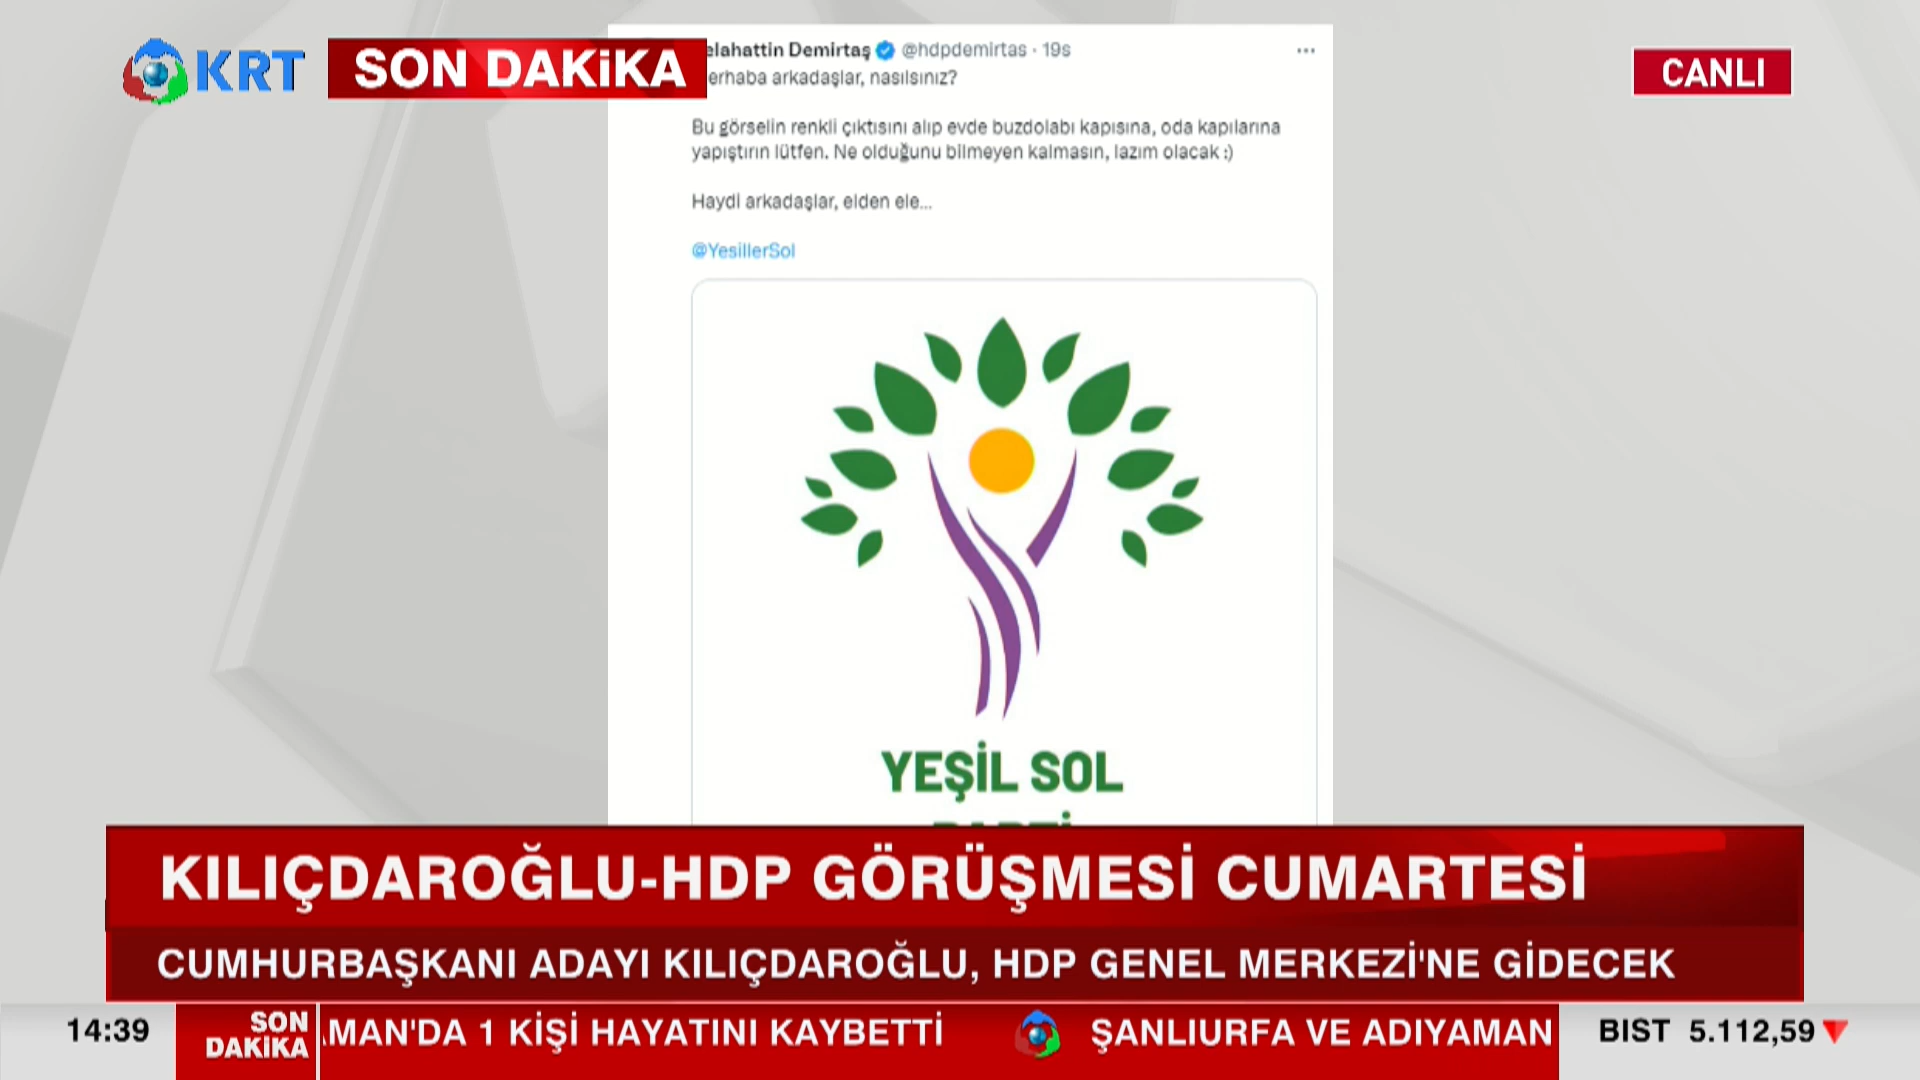 KRT
SON DAKİKA
CANLI
elahattin Demirtaş @hdpdemirtas · 19s
erhaba arkadaşlar, nasılsınız?
Bu görselin renkli çıktısını alıp evde buzdolabı kapısına, oda kapılarına
yapıştırın lütfen. Ne olduğunu bilmeyen kalmasın, lazım olacak :)
Haydi arkadaşlar, elden ele...
@YesillerSol
YEŞİL SOL
KILIÇDAROĞLU-HDP GÖRÜŞMESİ CUMARTESİ
CUMHURBAŞKANI ADAYI KILIÇDAROĞLU, HDP GENEL MERKEZİ'NE GİDECEK
14:39
SON
DAKİKA
MAN'DA 1 KİŞİ HAYATINI KAYBETTİ
ŞANLIURFA VE ADIYAMAN
BIST 5.112,59